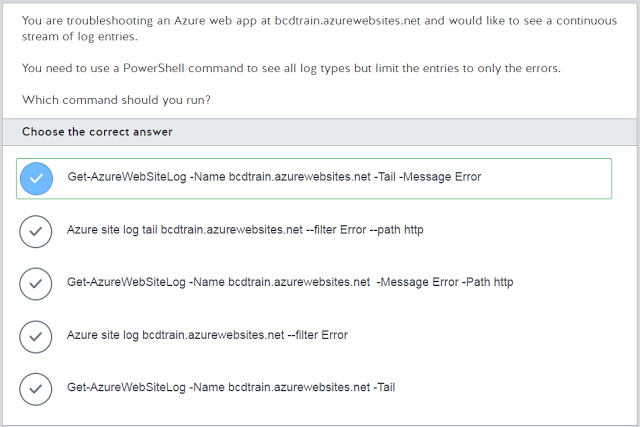 You are troubleshooting an Azure web app at bcdtrain.azurewebsites.net and would like to see a continuous
stream of log entries.
You need to use a PowerShell command to see all log types but limit the entries to only the errors.
Which command should you run?
Choose the correct answer
Get-AzureWebSiteLog -Name bcdtrain.azurewebsites.net -Tail -Message Error
Azure site log tail bcdtrain.azurewebsites.net --filter Error --path http
Get-AzureWebSiteLog -Name bcdtrain.azurewebsites.net -Message Error -Path http
Azure site log bcdtrain.azurewebsites.net --filter Error
Get-AzureWebSiteLog -Name bcdtrain.azurewebsites.net -Tail